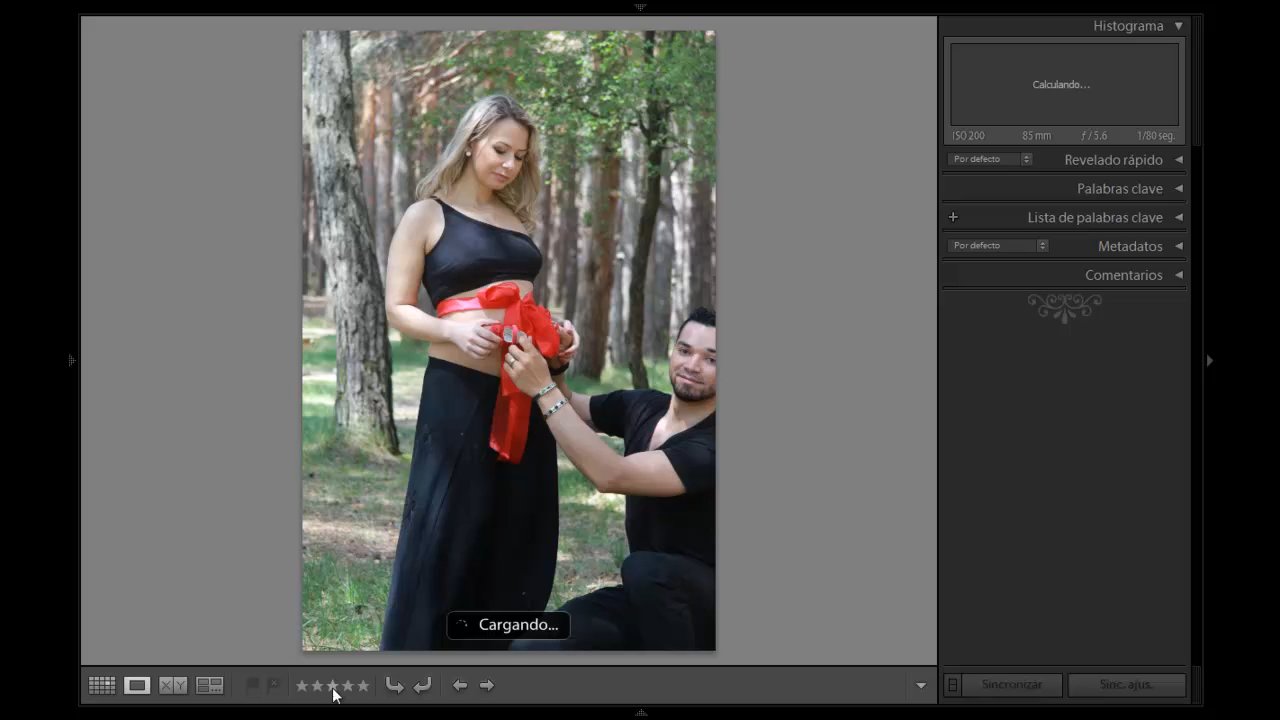 Histograma
Calculando...
ISO 200 85 mm ƒ / 5.6 1/80 seg.
Por defecto Revelado rápido
Palabras clave
Lista de palabras clave
Por defecto Metadatos
Comentarios
Cargando...
XY
Sincronizar Sinc. ajus.